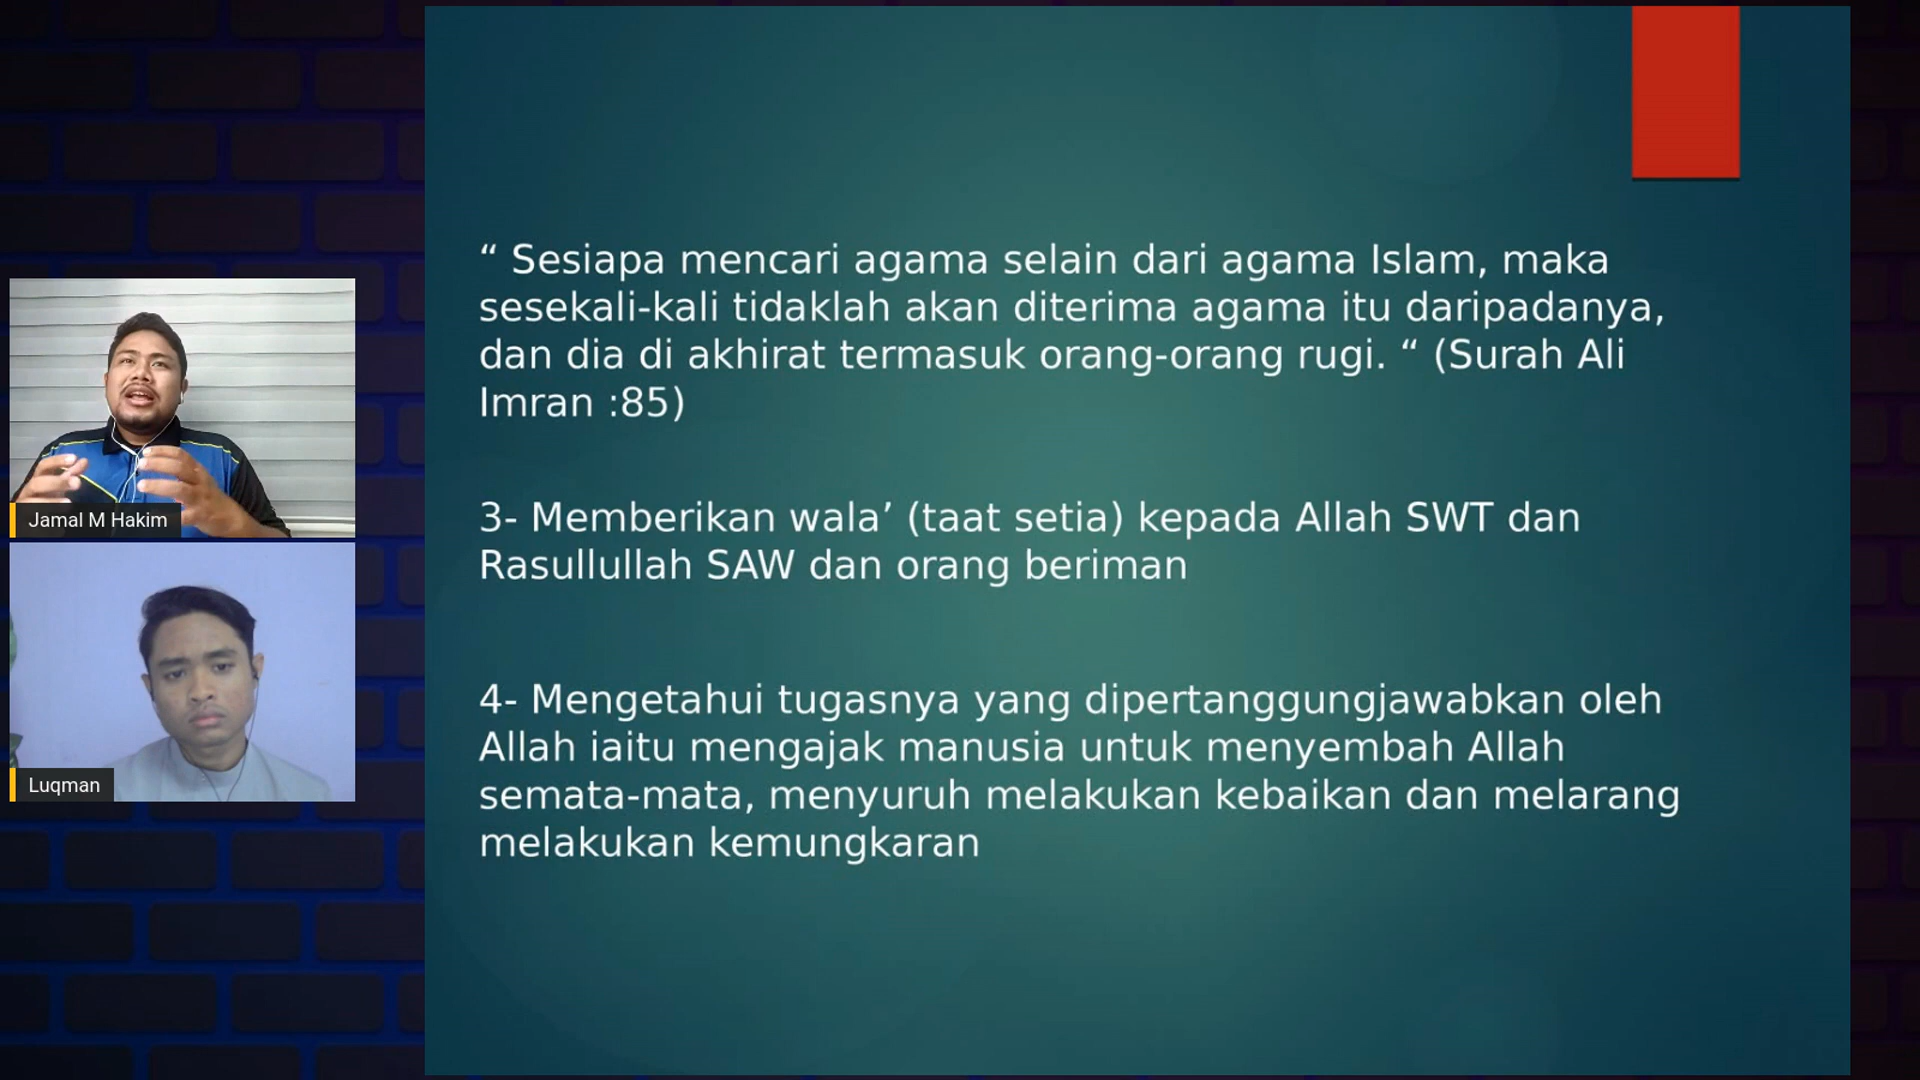 “ Sesiapa mencari agama selain dari agama Islam, maka
sesekali-kali tidaklah akan diterima agama itu daripadanya,
dan dia di akhirat termasuk orang-orang rugi. “ (Surah Ali
Imran :85)
3- Memberikan wala’ (taat setia) kepada Allah SWT dan
Rasullullah SAW dan orang beriman
4- Mengetahui tugasnya yang dipertanggungjawabkan oleh
Allah iaitu mengajak manusia untuk menyembah Allah
semata-mata, menyuruh melakukan kebaikan dan melarang
melakukan kemungkaran
Jamal M Hakim
Luqman